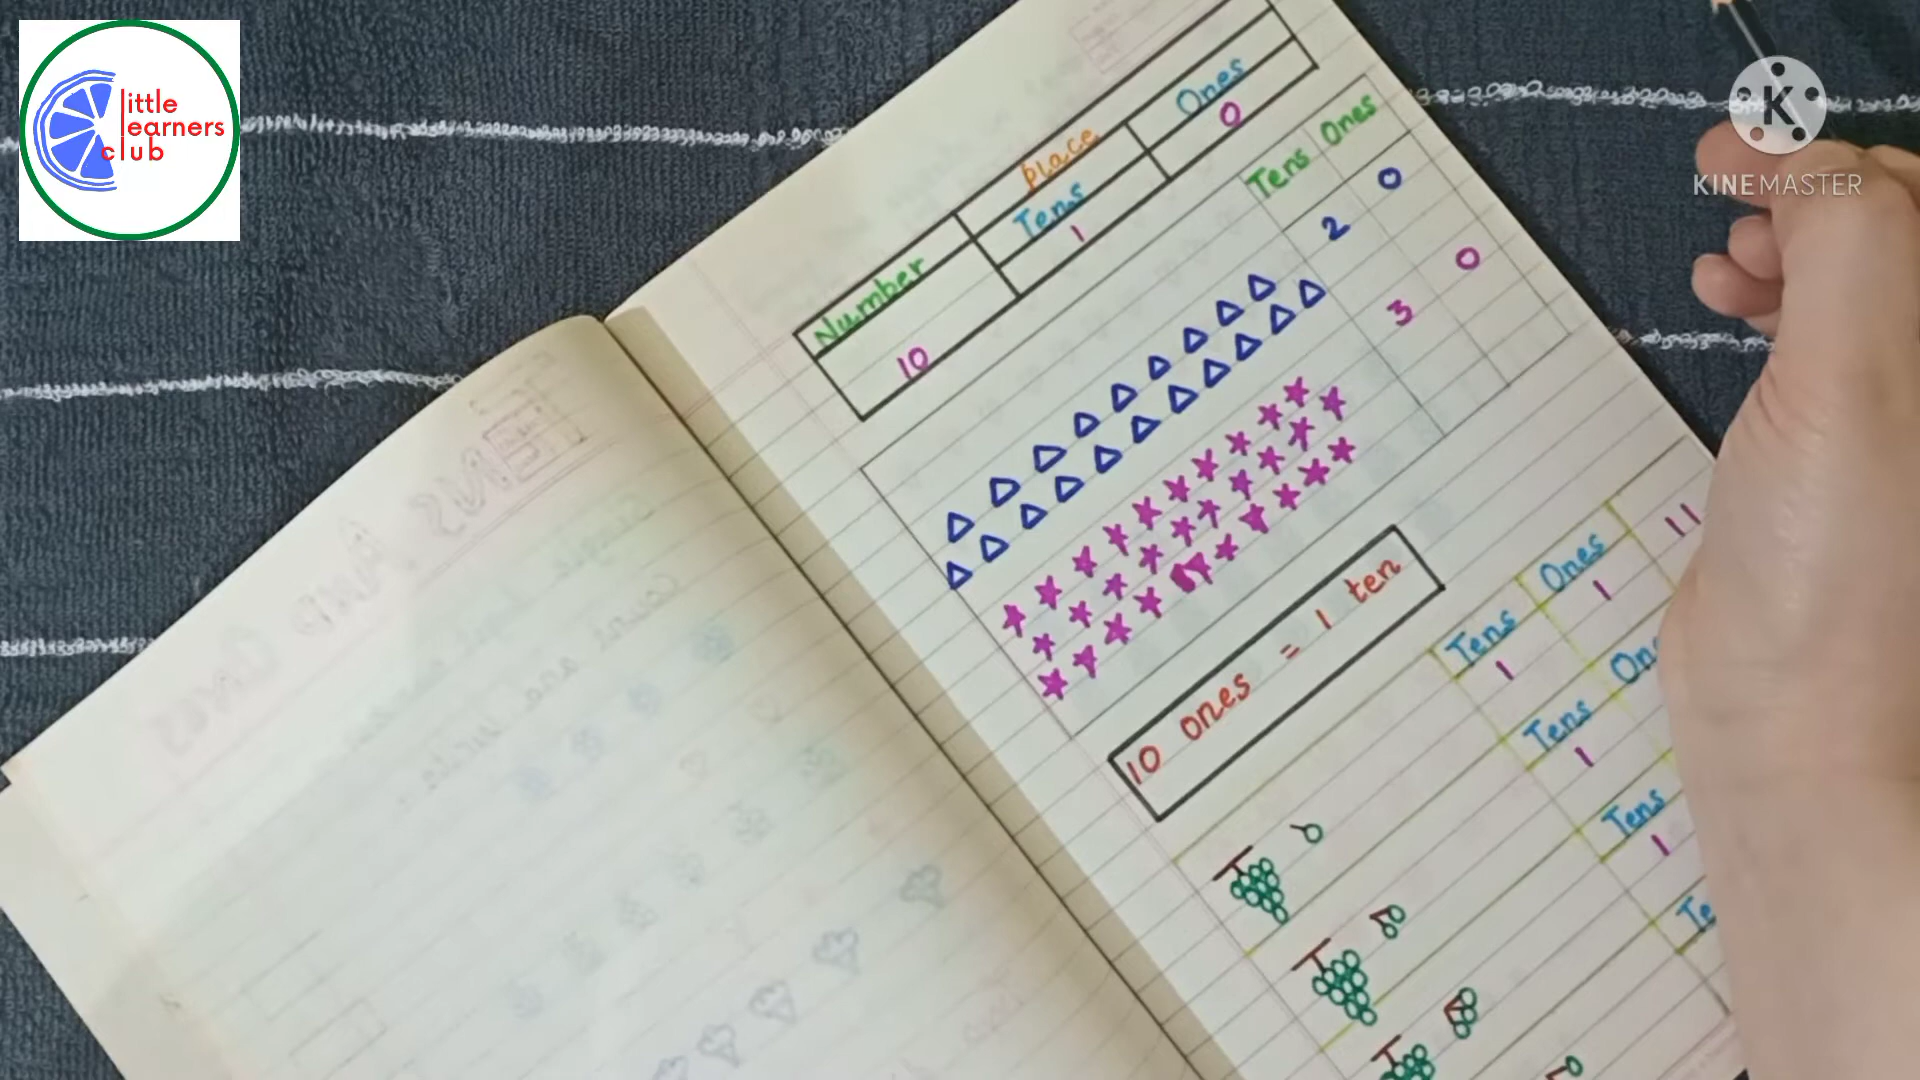 little
learners
club
KINEMASTER
Number place Ones
Tens
10 1 0
Tens Ones
2 0
3 0
10 ones = 1 ten
Tens Ones 11
1 1
Tens
1
Tens
1